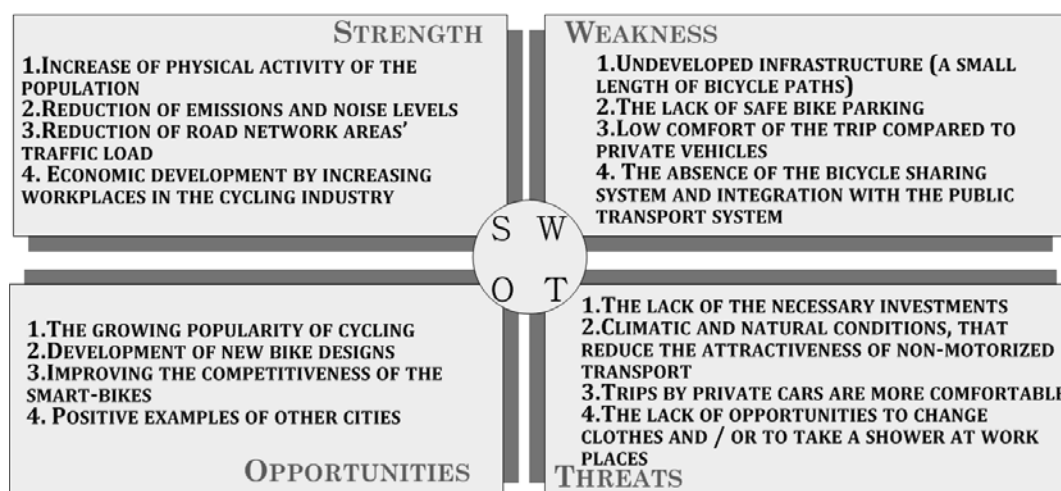 STRENGTH
1.INCREASE OF PHYSICAL ACTIVITY OF THE
POPULATION
2.REDUCTION OF EMISSIONS AND NOISE LEVELS
3.REDUCTION OF ROAD NETWORK AREAS’
TRAFFIC LOAD
4. ECONOMIC DEVELOPMENT BY INCREASING
WORKPLACES IN THE CYCLING INDUSTRY
WEAKNESS
1.UNDEVELOPED INFRASTRUCTURE (A SMALL
LENGTH OF BICYCLE PATHS)
2.THE LACK OF SAFE BIKE PARKING
3.LOW COMFORT OF THE TRIP COMPARED TO
PRIVATE VEHICLES
4. THE ABSENCE OF THE BICYCLE SHARING
SYSTEM AND INTEGRATION WITH THE PUBLIC
TRANSPORT SYSTEM
S W
O T
1.THE GROWING POPULARITY OF CYCLING
2.DEVELOPMENT OF NEW BIKE DESIGNS
3.IMPROVING THE COMPETITIVENESS OF THE
SMART-BIKES
4. POSITIVE EXAMPLES OF OTHER CITIES
OPPORTUNITIES
1.THE LACK OF THE NECESSARY INVESTMENTS
2.CLIMATIC AND NATURAL CONDITIONS, THAT
REDUCE THE ATTRACTIVENESS OF NON-MOTORIZED
TRANSPORT
3.TRIPS BY PRIVATE CARS ARE MORE COMFORTABLE
4.THE LACK OF OPPORTUNITIES TO CHANGE
CLOTHES AND / OR TO TAKE A SHOWER AT WORK
PLACES
THREATS